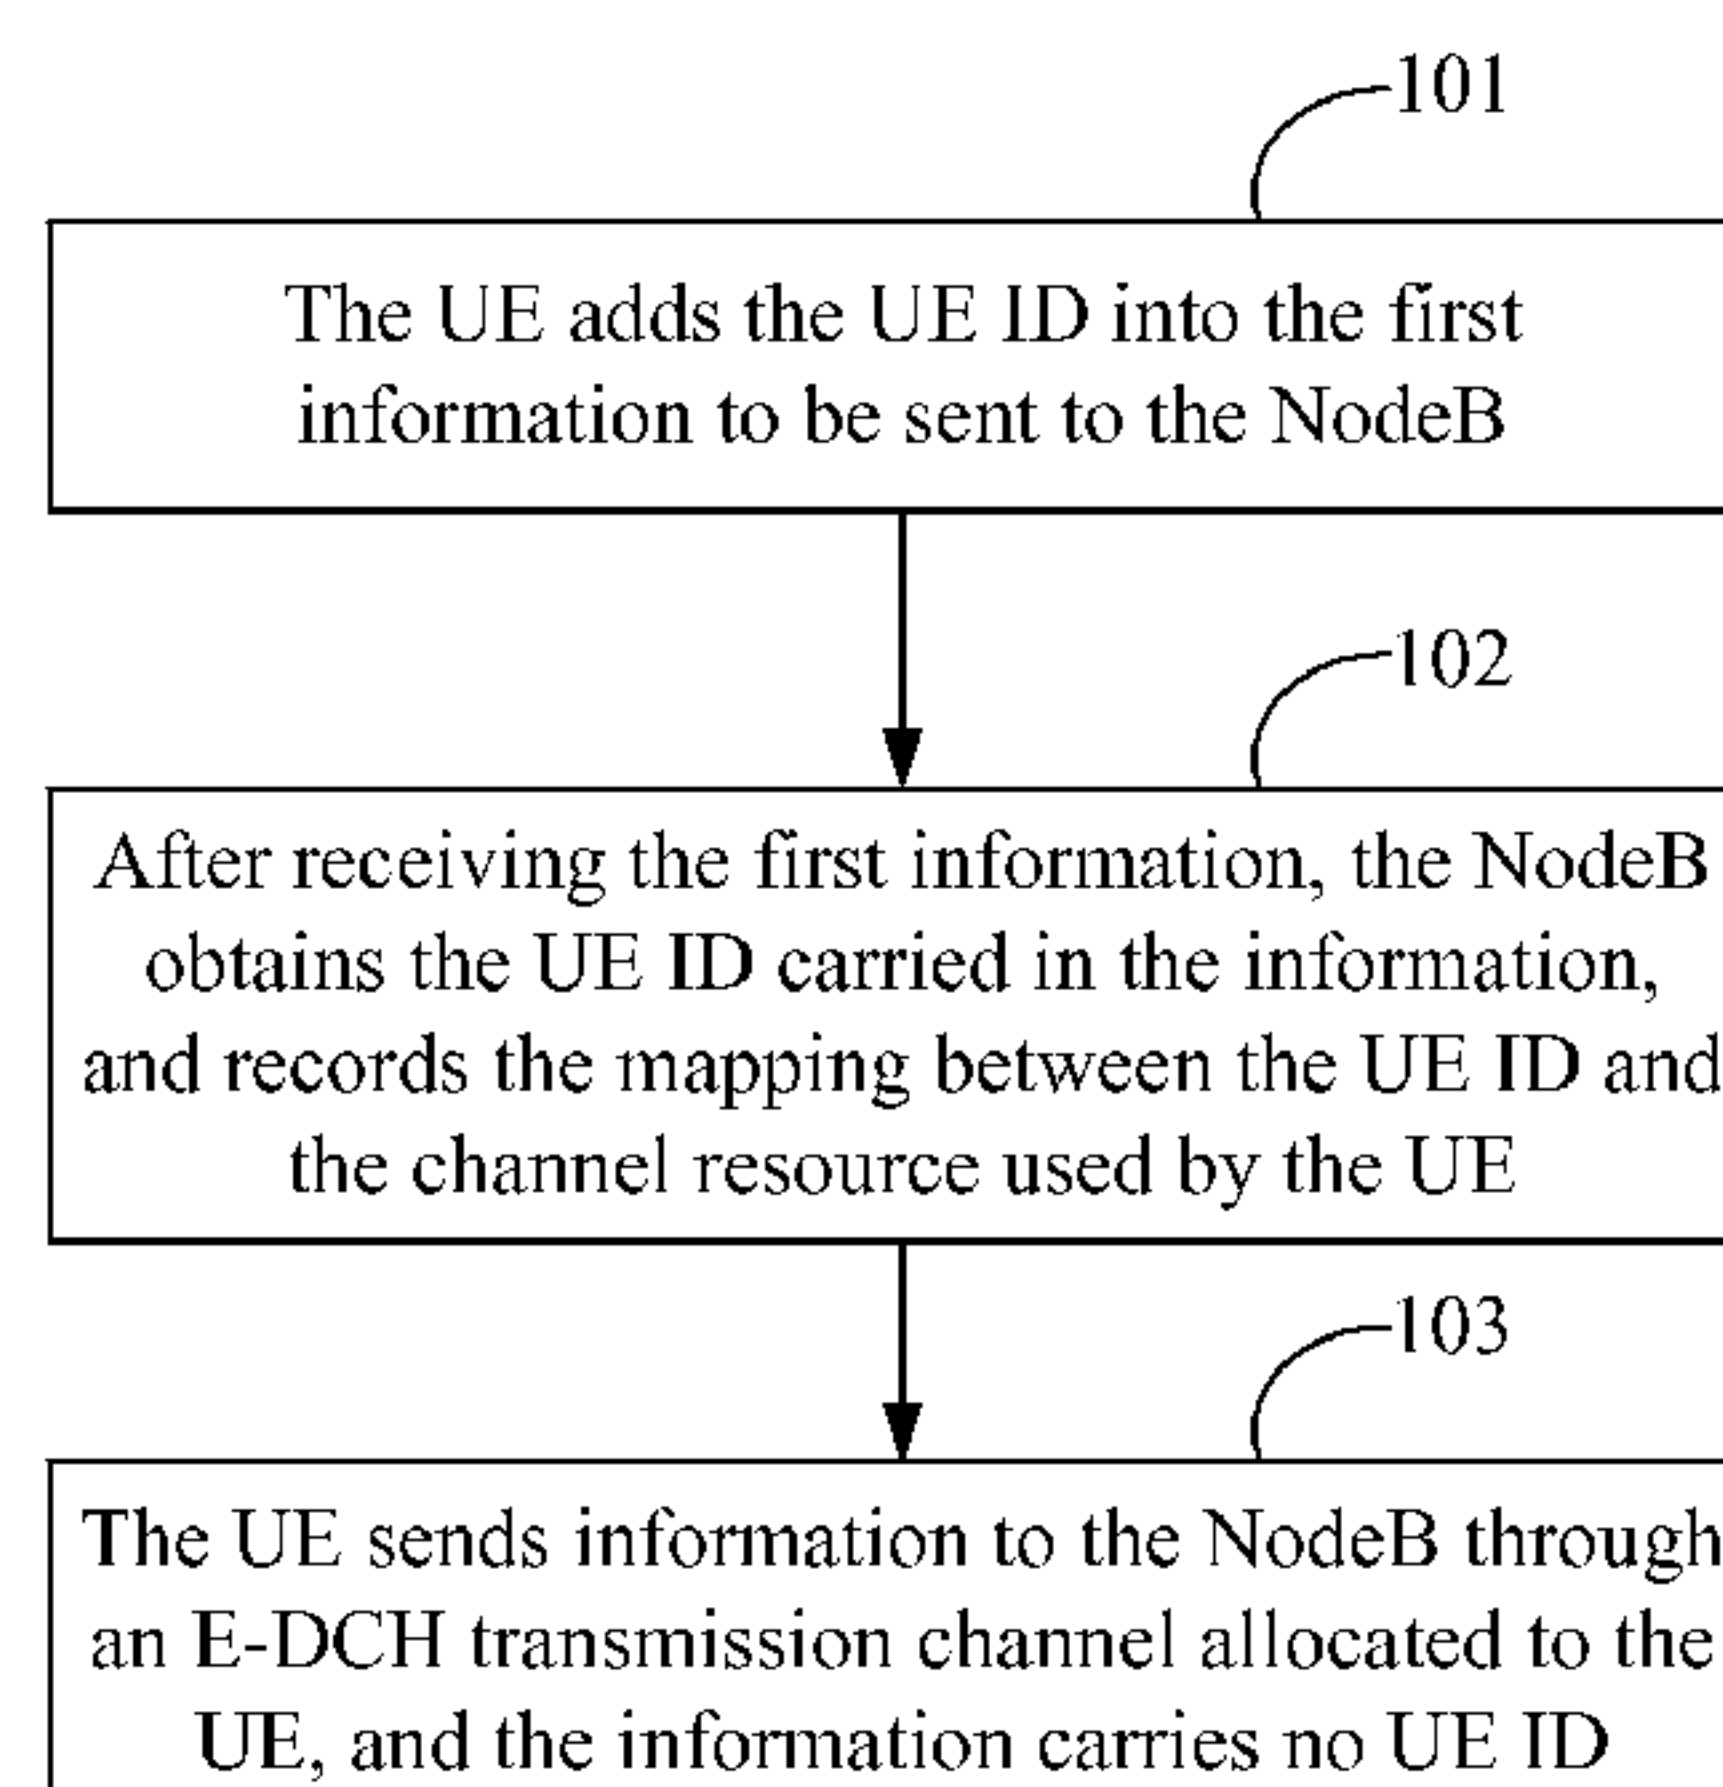 101
The UE adds the UE ID into the first
information to be sent to the NodeB
102
After receiving the first information, the NodeB
obtains the UE ID carried in the information,
and records the mapping between the UE ID and
the channel resource used by the UE
103
The UE sends information to the NodeB through
an E-DCH transmission channel allocated to the
UE, and the information carries no UE ID